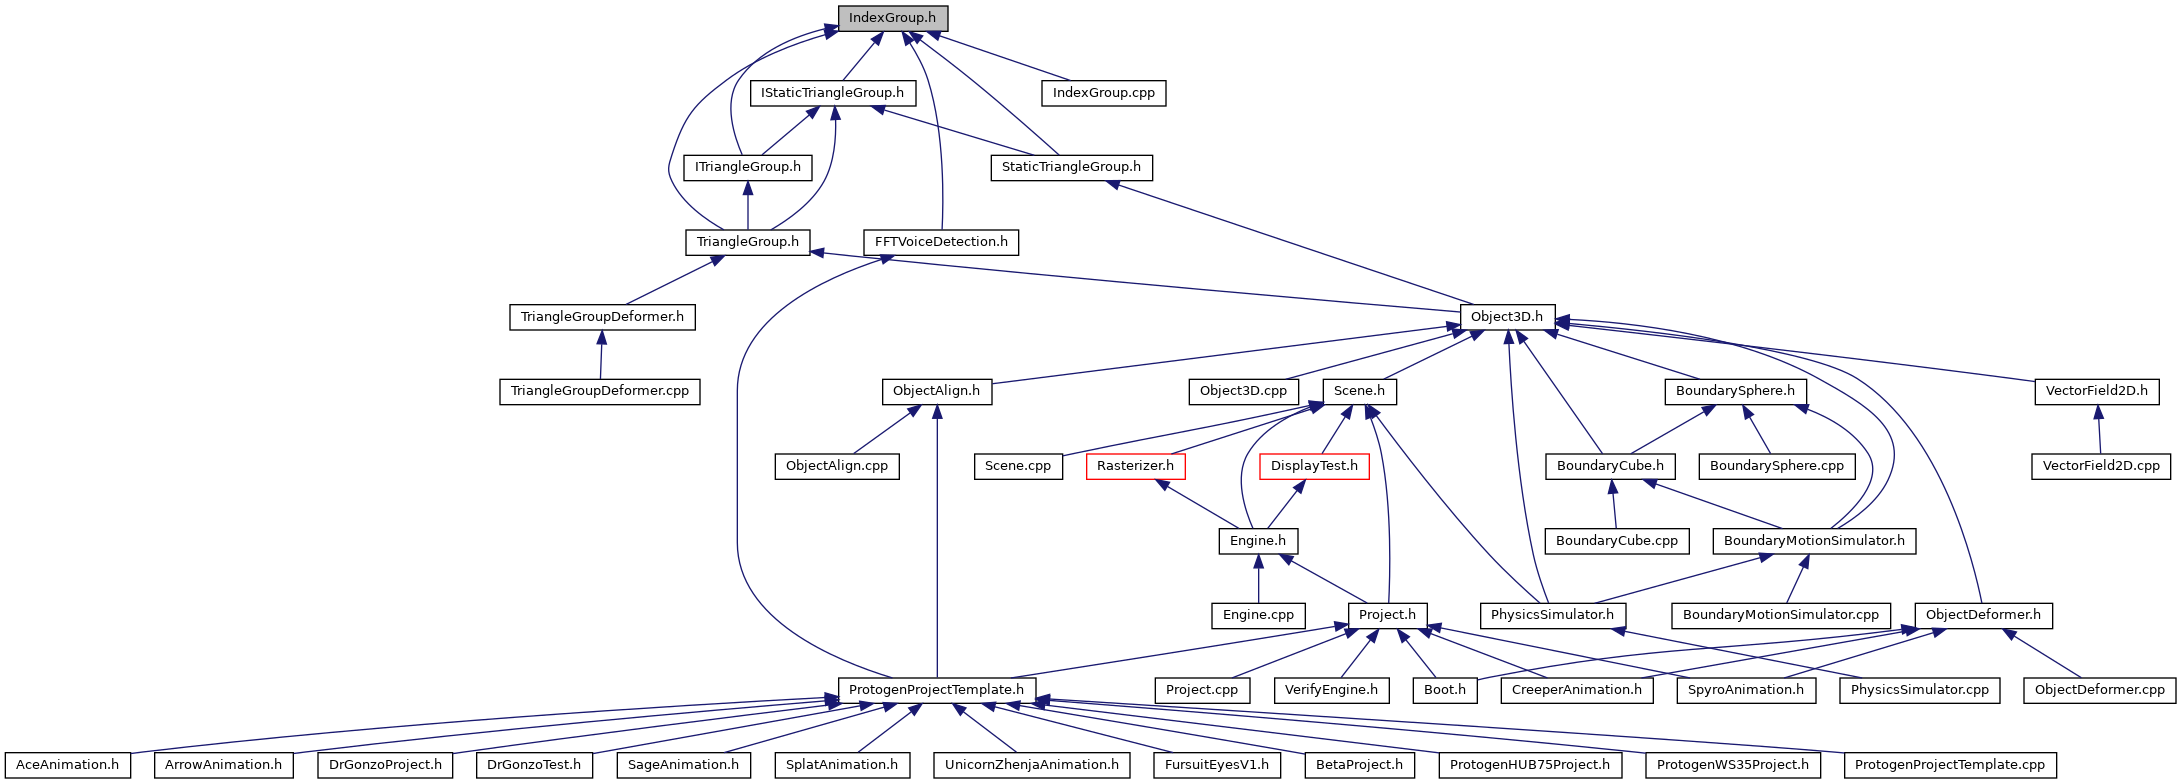 IndexGroup.h
IStaticTriangleGroup.h
IndexGroup.cpp
ITriangleGroup.h
StaticTriangleGroup.h
TriangleGroup.h
FFTVoiceDetection.h
TriangleGroupDeformer.h
Object3D.h
TriangleGroupDeformer.cpp
ObjectAlign.h
Object3D.cpp
Scene.h
BoundarySphere.h
VectorField2D.h
ObjectAlign.cpp
Scene.cpp
Rasterizer.h
DisplayTest.h
BoundaryCube.h
BoundarySphere.cpp
VectorField2D.cpp
Engine.h
BoundaryCube.cpp
BoundaryMotionSimulator.h
Engine.cpp
Project.h
PhysicsSimulator.h
BoundaryMotionSimulator.cpp
ObjectDeformer.h
ProtogenProjectTemplate.h
Project.cpp
VerifyEngine.h
Boot.h
CreeperAnimation.h
SpyroAnimation.h
PhysicsSimulator.cpp
ObjectDeformer.cpp
AceAnimation.h
ArrowAnimation.h
DrGonzoProject.h
DrGonzoTest.h
SageAnimation.h
SplatAnimation.h
UnicornZhenjaAnimation.h
FursuitEyesV1.h
BetaProject.h
ProtogenHUB75Project.h
ProtogenWS35Project.h
ProtogenProjectTemplate.cpp